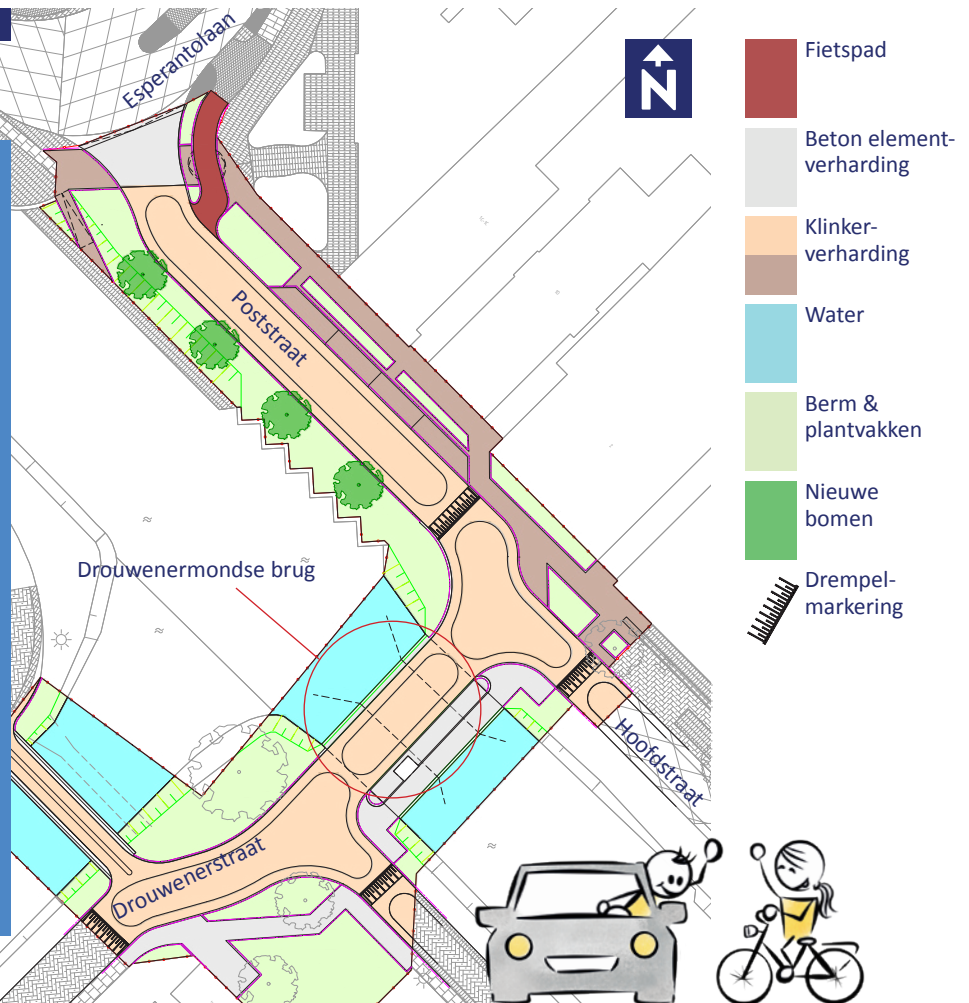 Esperantolaan
Poststraat
Drouwenermondse brug
Hoofdstraat
Drouwenerstraat
N
Fietspad
Beton element-
verharding
Klinker-
verharding
Water
Berm &
plantvakken
Nieuwe
bomen
Drempel-
markering